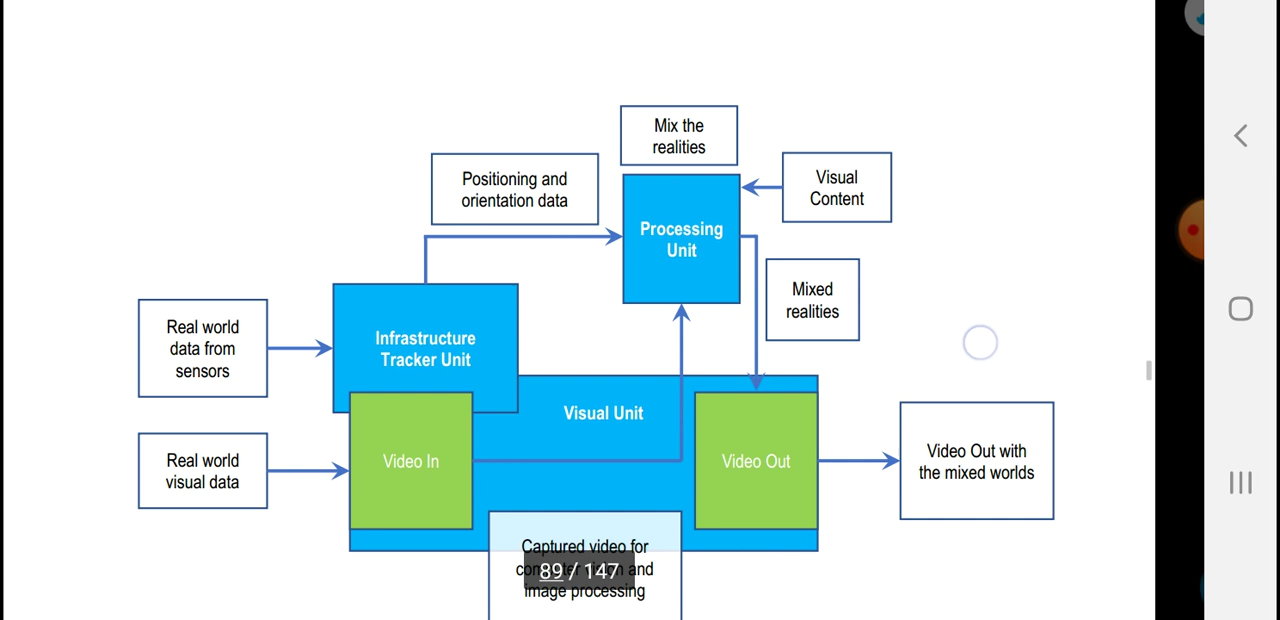 Mix the
realities
Positioning and
orientation data
Visual
Content
Processing
Unit
Mixed
realities
Real world
data from
sensors
Infrastructure
Tracker Unit
Visual Unit
Real world
visual data
Video In
Video Out
Video Out with
the mixed worlds
Captured video for
and
image processing
89 / 147